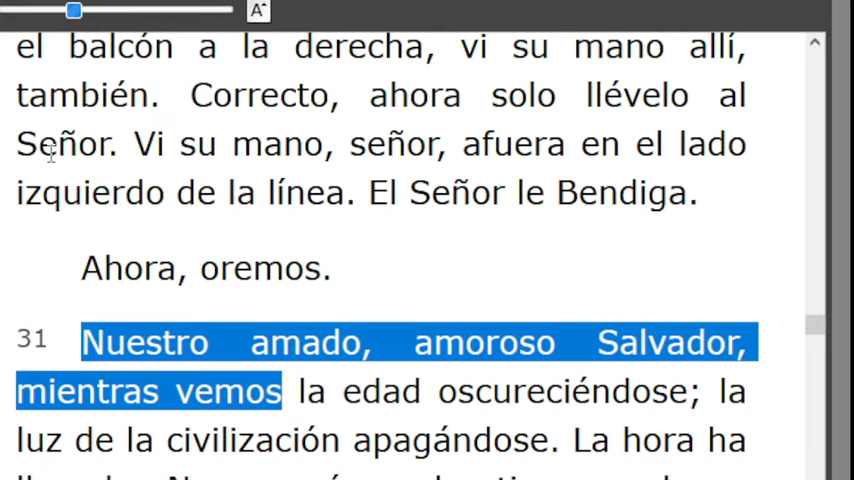 A
el balcón a la derecha, vi su mano allí,
también. Correcto, ahora solo llévelo al
Señor. Vi su mano, señor, afuera en el lado
izquierdo de la línea. El Señor le Bendiga.
Ahora, oremos.
31 Nuestro amado, amoroso Salvador,
mientras vemos la edad oscureciéndose; la
luz de la civilización apagándose. La hora ha